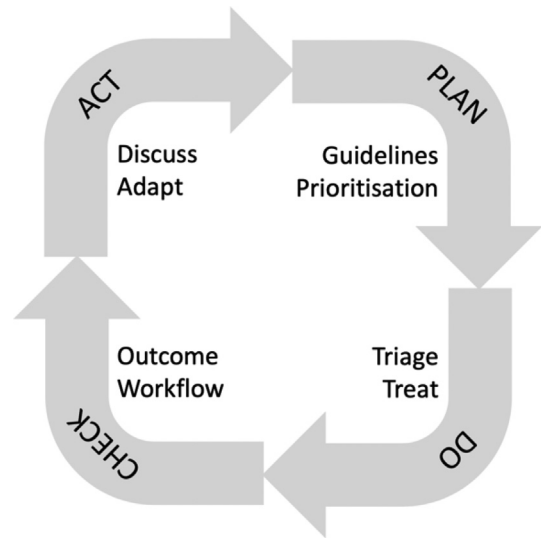 ACT
Discuss
Adapt
PLAN
Guidelines
Prioritisation
DO
Triage
Treat
CHECK
Outcome
Workflow